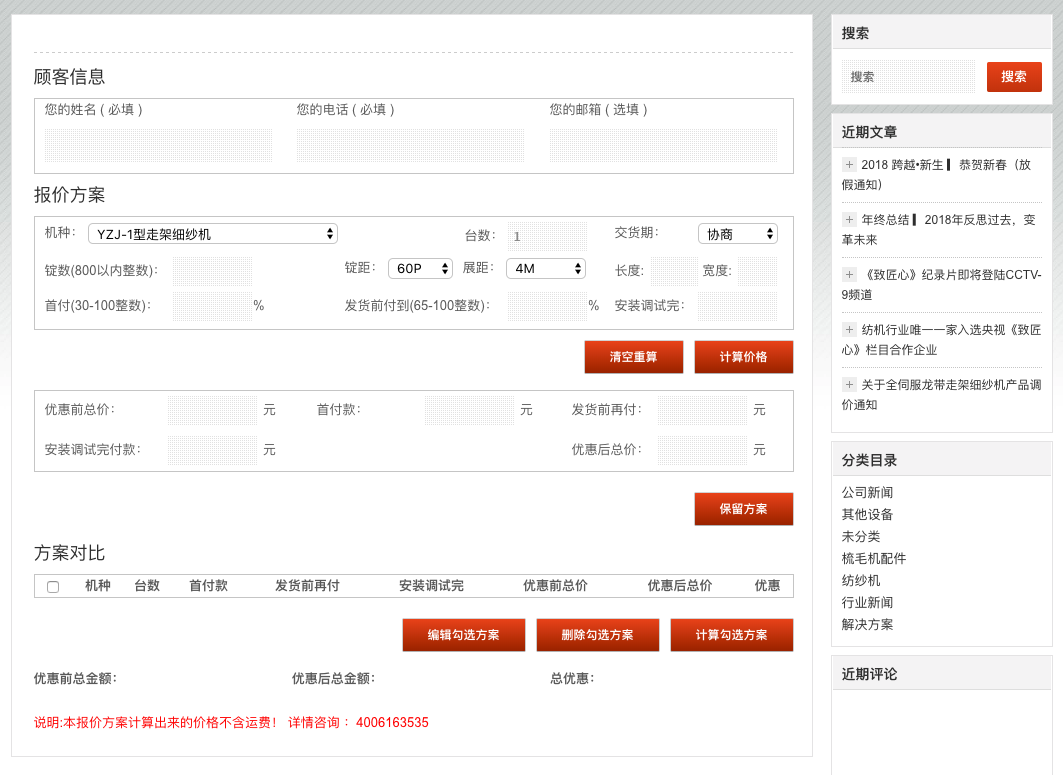 顾客信息
您的姓名 ( 必填 ) 您的电话 ( 必填 ) 您的邮箱 ( 选填 )
报价方案
机种： YZJ-1型走架细纱机 台数： 1 交货期： 协商
锭数(800以内整数)： 锭距： 60P 展距： 4M 长度： 宽度:
首付(30-100整数)： % 发货前付到(65-100整数)： % 安装调试完：
清空重算 计算价格
优惠前总价： 元 首付款： 元 发货前再付： 元
安装调试完付款： 元 优惠后总价： 元
保留方案
方案对比
机种 台数 首付款 发货前再付 安装调试完 优惠前总价 优惠后总价 优惠
编辑勾选方案 删除勾选方案 计算勾选方案
优惠前总金额： 优惠后总金额： 总优惠：
说明:本报价方案计算出来的价格不含运费！ 详情咨询 ： 4006163535
搜索
搜索 搜索
近期文章
+ 2018 跨越•新生 ▎ 恭贺新春（放
假通知）
+ 年终总结 ▎ 2018年反思过去，变
革未来
+ 《致匠心》纪录片即将登陆CCTV-
9频道
+ 纺机行业唯一一家入选央视《致匠
心》栏目合作企业
+ 关于全伺服龙带走架细纱机产品调
价通知
分类目录
公司新闻
其他设备
未分类
梳毛机配件
纺纱机
行业新闻
解决方案
近期评论